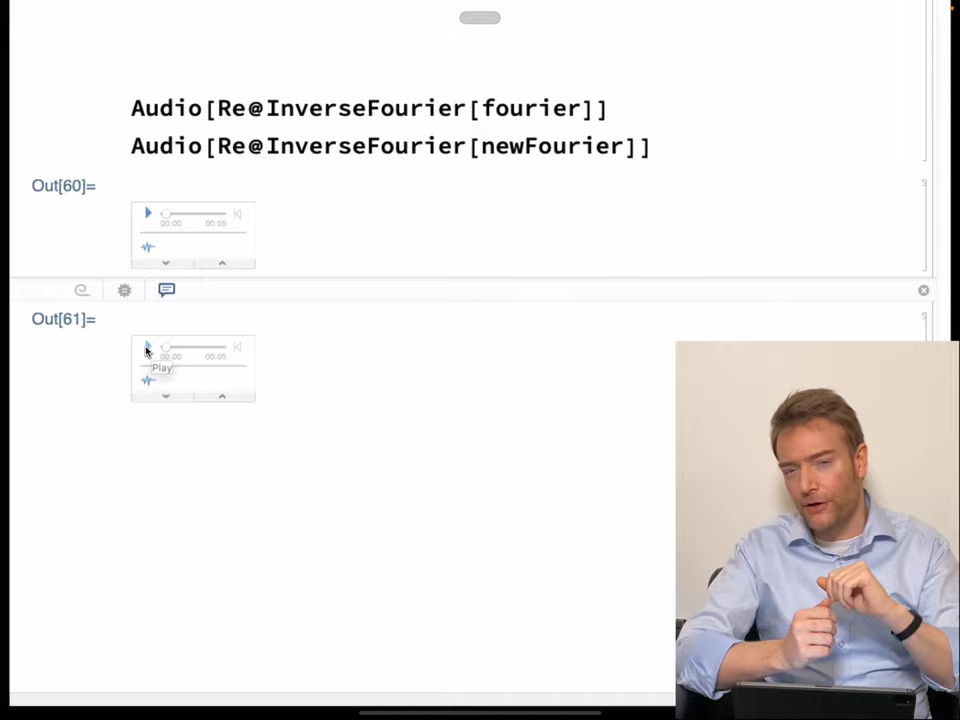 Audio[Re@InverseFourier[fourier]]
Audio[Re@InverseFourier[newFourier]]
Out[60]=
00:00 00:05
Out[61]=
00:00 00:05
Play